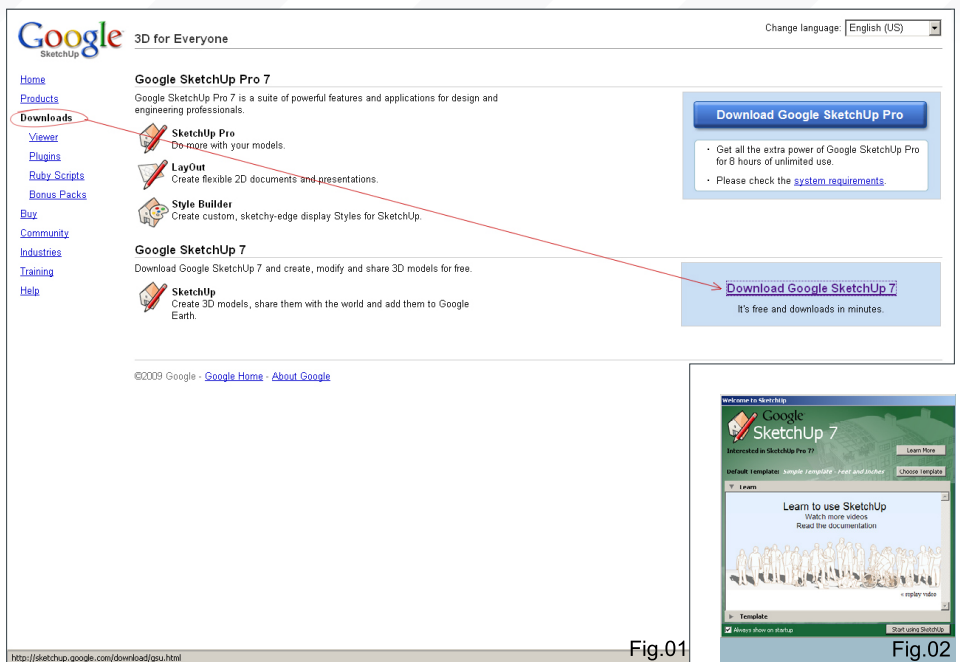 Google
SketchUp
3D for Everyone
Change language: English (US)
Home
Products
Downloads
Viewer
Plugins
Ruby Scripts
Bonus Packs
Buy
Community
Industries
Training
Help
Google SketchUp Pro 7
Google SketchUp Pro 7 is a suite of powerful features and applications for design and
engineering professionals.
SketchUp Pro
Do more with your models.
LayOut
Create flexible 2D documents and presentations.
Style Builder
Create custom, sketchy-edge display Styles for SketchUp.
Download Google SketchUp Pro
· Get all the extra power of Google SketchUp Pro
for 8 hours of unlimited use.
· Please check the system requirements.
Google SketchUp 7
Download Google SketchUp 7 and create, modify and share 3D models for free.
SketchUp
Create 3D models, share them with the world and add them to Google
Earth.
Download Google SketchUp 7
It's free and downloads in minutes.
©2009 Google - Google Home - About Google
http://sketchup.google.com/download/gsu.html
Fig.01
Welcome to SketchUp
Google
SketchUp 7
Interested in SketchUp Pro 7?
Learn More
Default Template: Simple Template - Feet and Inches
Choose Template
Learn
Learn to use SketchUp
Watch more videos
Read the documentation
« replay video
Template
Always show on startup
Start using SketchUp
Fig.02